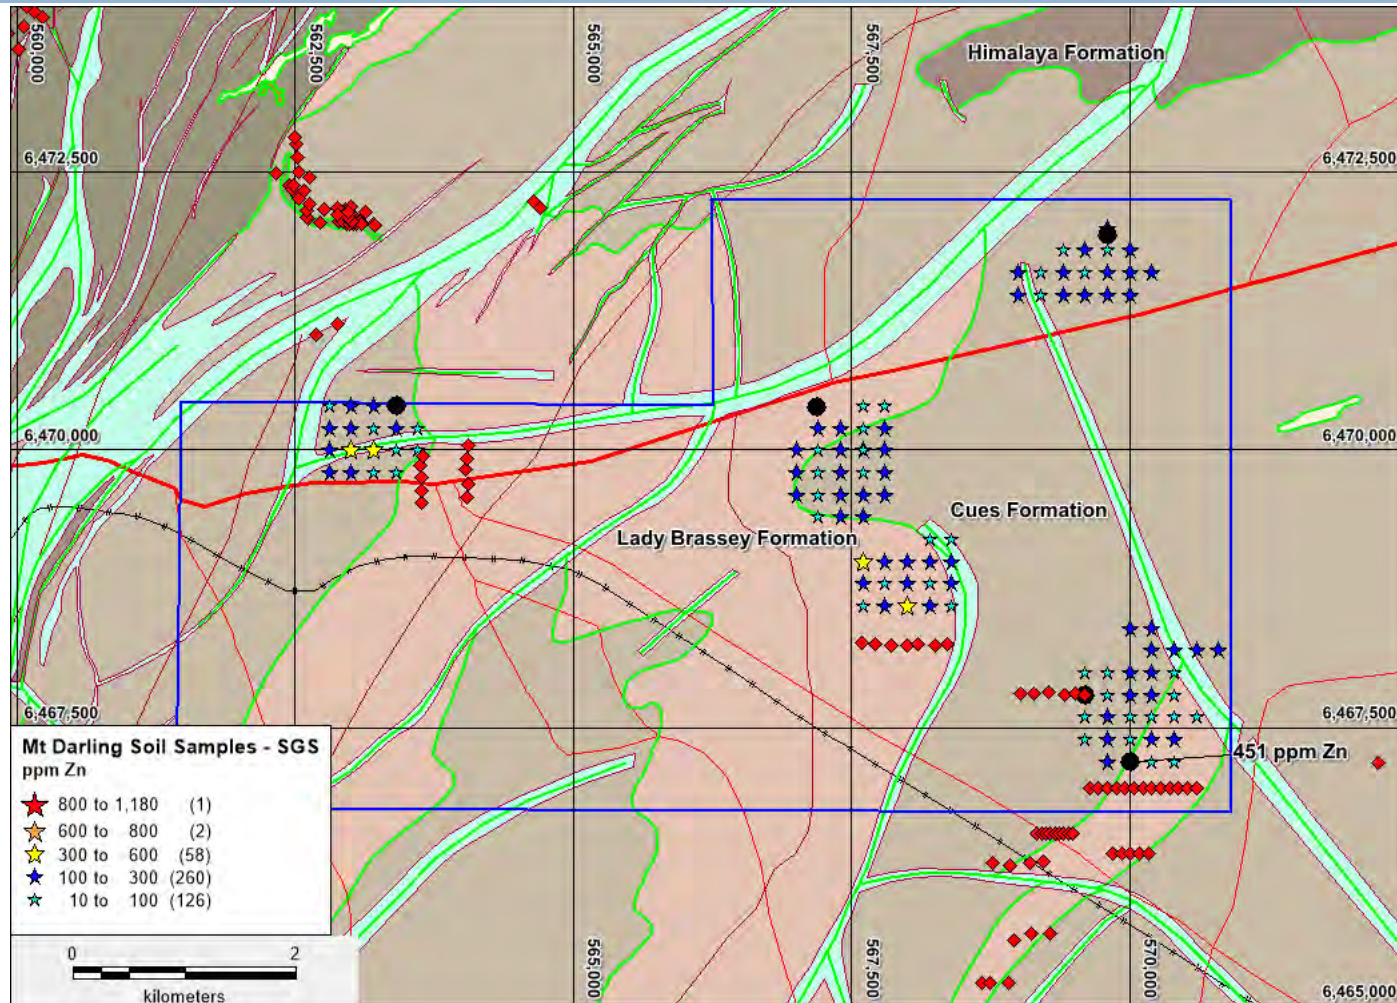 560,000
562,500
565,000
567,500
Himalaya Formation
6,472,500
6,472,500
6,470,000
6,470,000
Cues Formation
Lady Brassey Formation
6,467,500
6,467,500
451 ppm Zn
Mt Darling Soil Samples - SGS
ppm Zn
800 to 1,180 (1)
600 to 800 (2)
300 to 600 (58)
100 to 300 (260)
10 to 100 (126)
0 2
kilometers
565,000
567,500
570,000
6,465,000